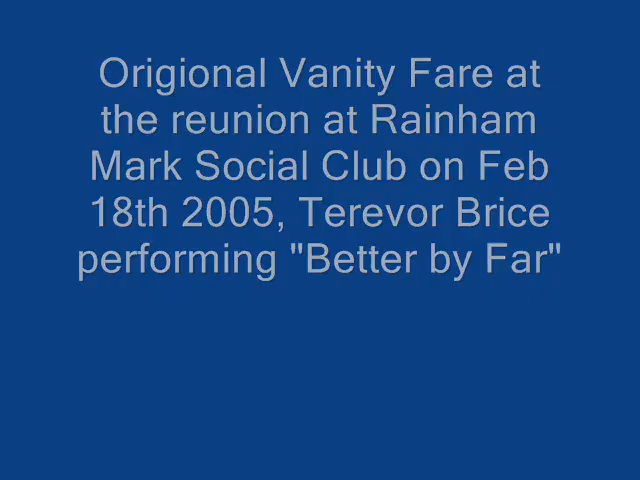 Origional Vanity Fare at
the reunion at Rainham
Mark Social Club on Feb
18th 2005, Terevor Brice
performing "Better by Far"